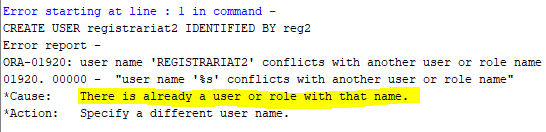 Error starting at line : 1 in command -
CREATE USER registrariat2 IDENTIFIED BY reg2
Error report -
ORA-01920: user name 'REGISTRARIAT2' conflicts with another user or role name
01920. 00000 -  "user name '%s' conflicts with another user or role name"
*Cause:    There is already a user or role with that name.
*Action:   Specify a different user name.